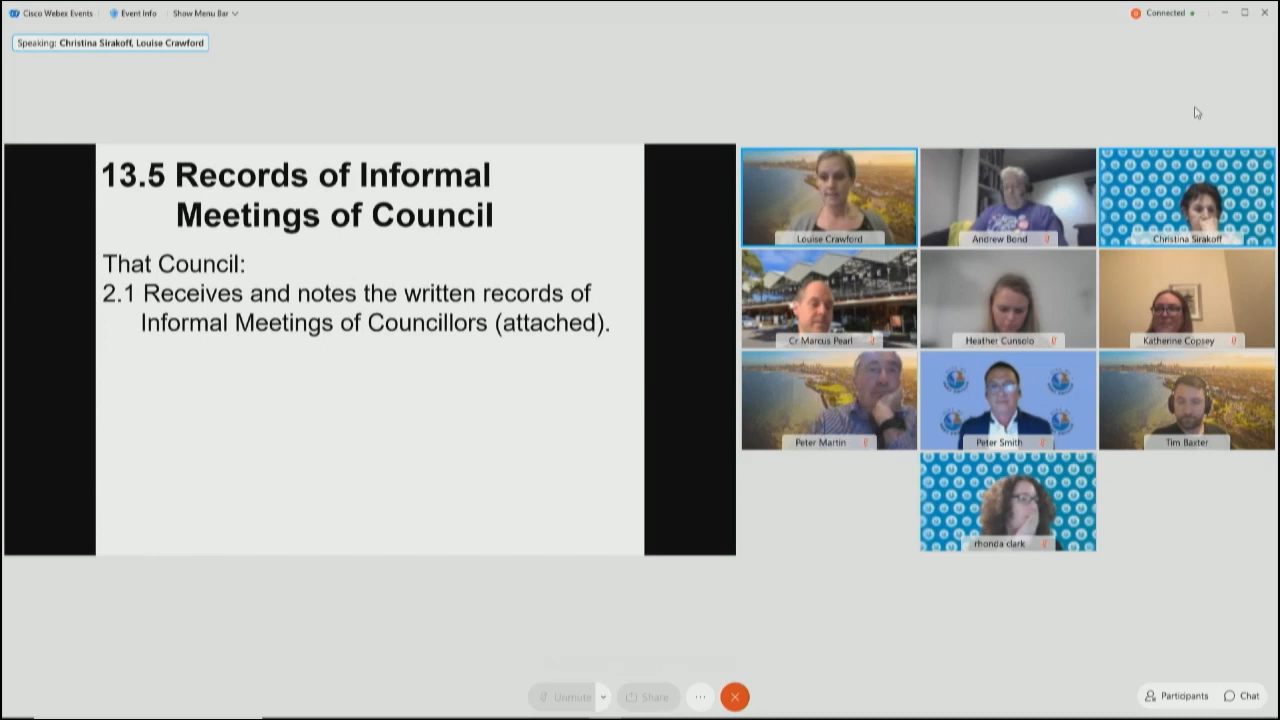 Cisco Webex Events Event Info Show Menu Bar Connected
Speaking: Christina Sirakoff, Louise Crawford
13.5 Records of Informal
Meetings of Council
That Council:
2.1 Receives and notes the written records of
Informal Meetings of Councillors (attached).
Louise Crawford Andrew Bond Christina Sirakoff
Cr Marcus Pearl Heather Cunsolo Katherine Copsey
Peter Martin Peter Smith Tim Baxter
rhonda clark
Unmute Share Participants Chat